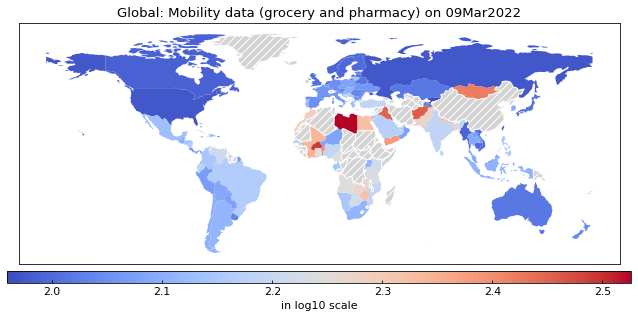 Global: Mobility data (grocery and pharmacy) on 09Mar2022
2.0 2.1 2.2 2.3 2.4 2.5
in log10 scale